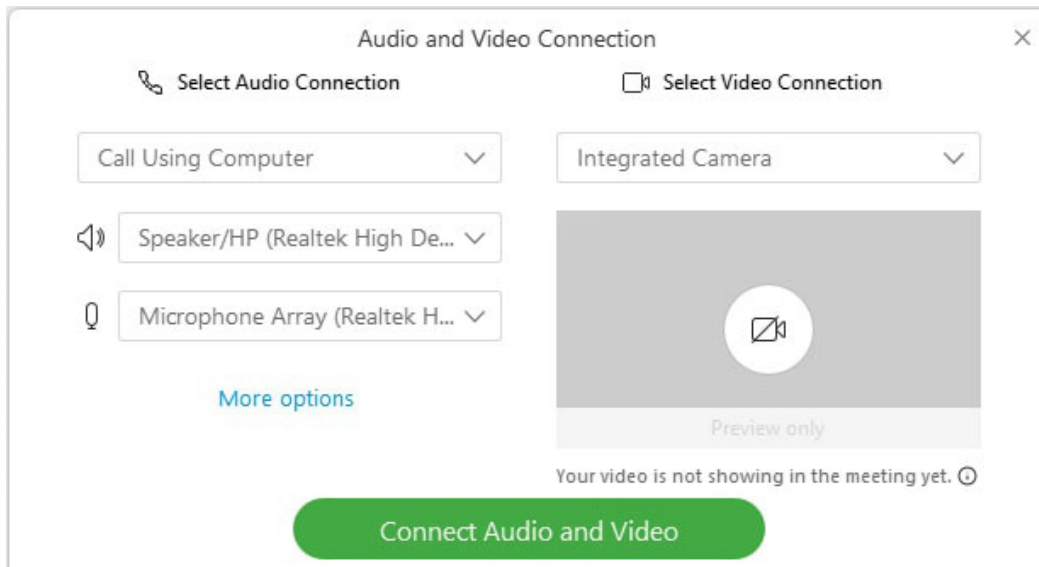 Audio and Video Connection
Select Audio Connection
Select Video Connection
Call Using Computer
Integrated Camera
Speaker/HP (Realtek High De...
Microphone Array (Realtek H...
More options
Preview only
Your video is not showing in the meeting yet.
Connect Audio and Video